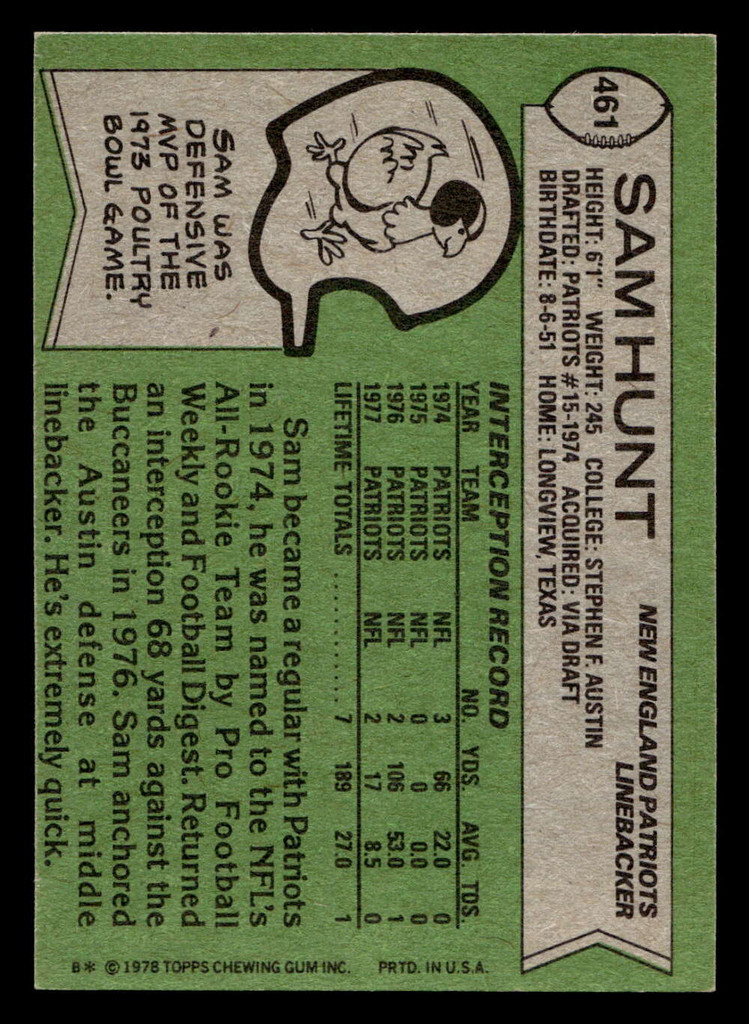 461
SAM HUNT
NEW ENGLAND PATRIOTS
LINEBACKER
HEIGHT: 6'1" WEIGHT: 245 COLLEGE: STEPHEN F. AUSTIN
DRAFTED: PATRIOTS #15-1974 ACQUIRED: VIA DRAFT
BIRTHDATE: 8-6-51 HOME: LONGVIEW, TEXAS
SAM WAS
DEFENSIVE
MVP OF THE
1973 POULTRY
BOWL GAME.
INTERCEPTION RECORD
YEAR TEAM NO. YDS. AVG. TDS.
1974 PATRIOTS NFL 3 66 22.0 0
1975 PATRIOTS NFL 0 0 0.0 0
1976 PATRIOTS NFL 2 106 53.0 1
1977 PATRIOTS NFL 2 17 8.5 0
LIFETIME TOTALS ............ 7 189 27.0 1
Sam became a regular with Patriots
in 1974, he was named to the NFL's
All-Rookie Team by Pro Football
Weekly and Football Digest. Returned
an interception 68 yards against the
Buccaneers in 1976. Sam anchored
the Austin defense at middle
linebacker. He's extremely quick.
B* © 1978 TOPPS CHEWING GUM INC. PRTD. IN U.S.A.